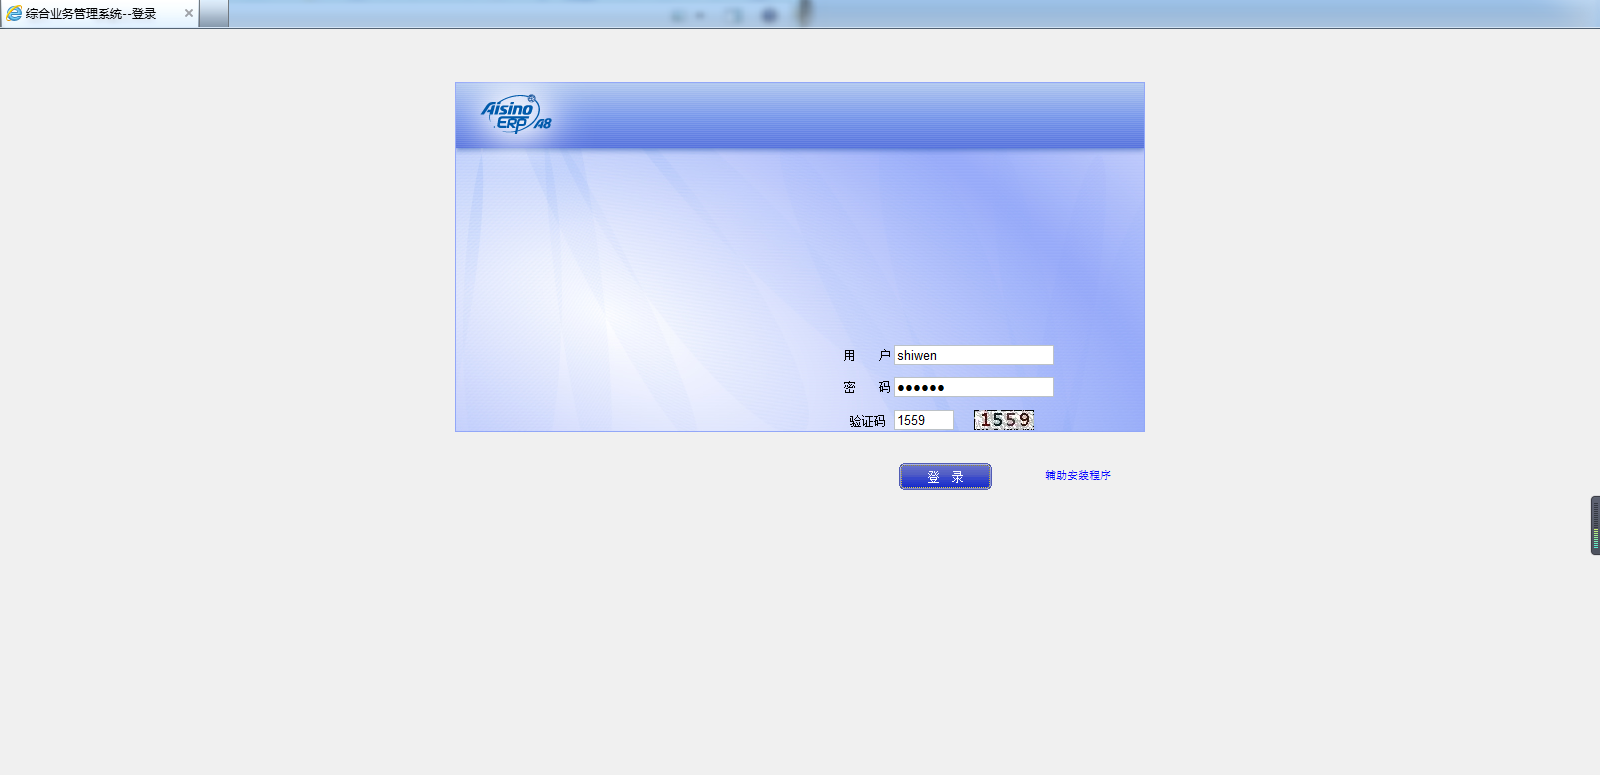 综合业务管理系统--登录
Aisino
ERP A8
用 户 shiwen
密 码 ●●●●●●
验证码 1559 1559
登 录 辅助安装程序